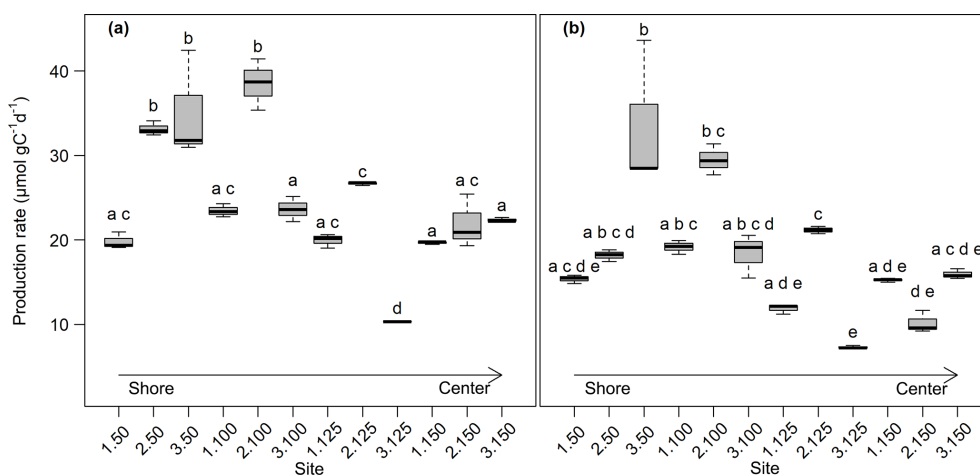 (a)
(b)
Production rate (µmol gC⁻¹d⁻¹)
40
30
20
10
a c
b
b
a c
b
a
a c
c
d
a
a c
a
Shore
Center
1.50
2.50
3.50
1.100
2.100
3.100
1.125
2.125
3.125
1.150
2.150
3.150
Site
a c d e
a b c d
b
a b c
b c
a b c d
a d e
c
e
a d e
d e
a c d e
Shore
Center
1.50
2.50
3.50
1.100
2.100
3.100
1.125
2.125
3.125
1.150
2.150
3.150
Site